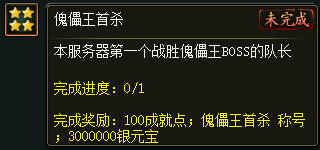 傀儡王首杀
未完成
本服务器第一个战胜傀儡王BOSS的队长
完成进度：0/1
完成奖励：100成就点；傀儡王首杀 称号
；3000000银元宝